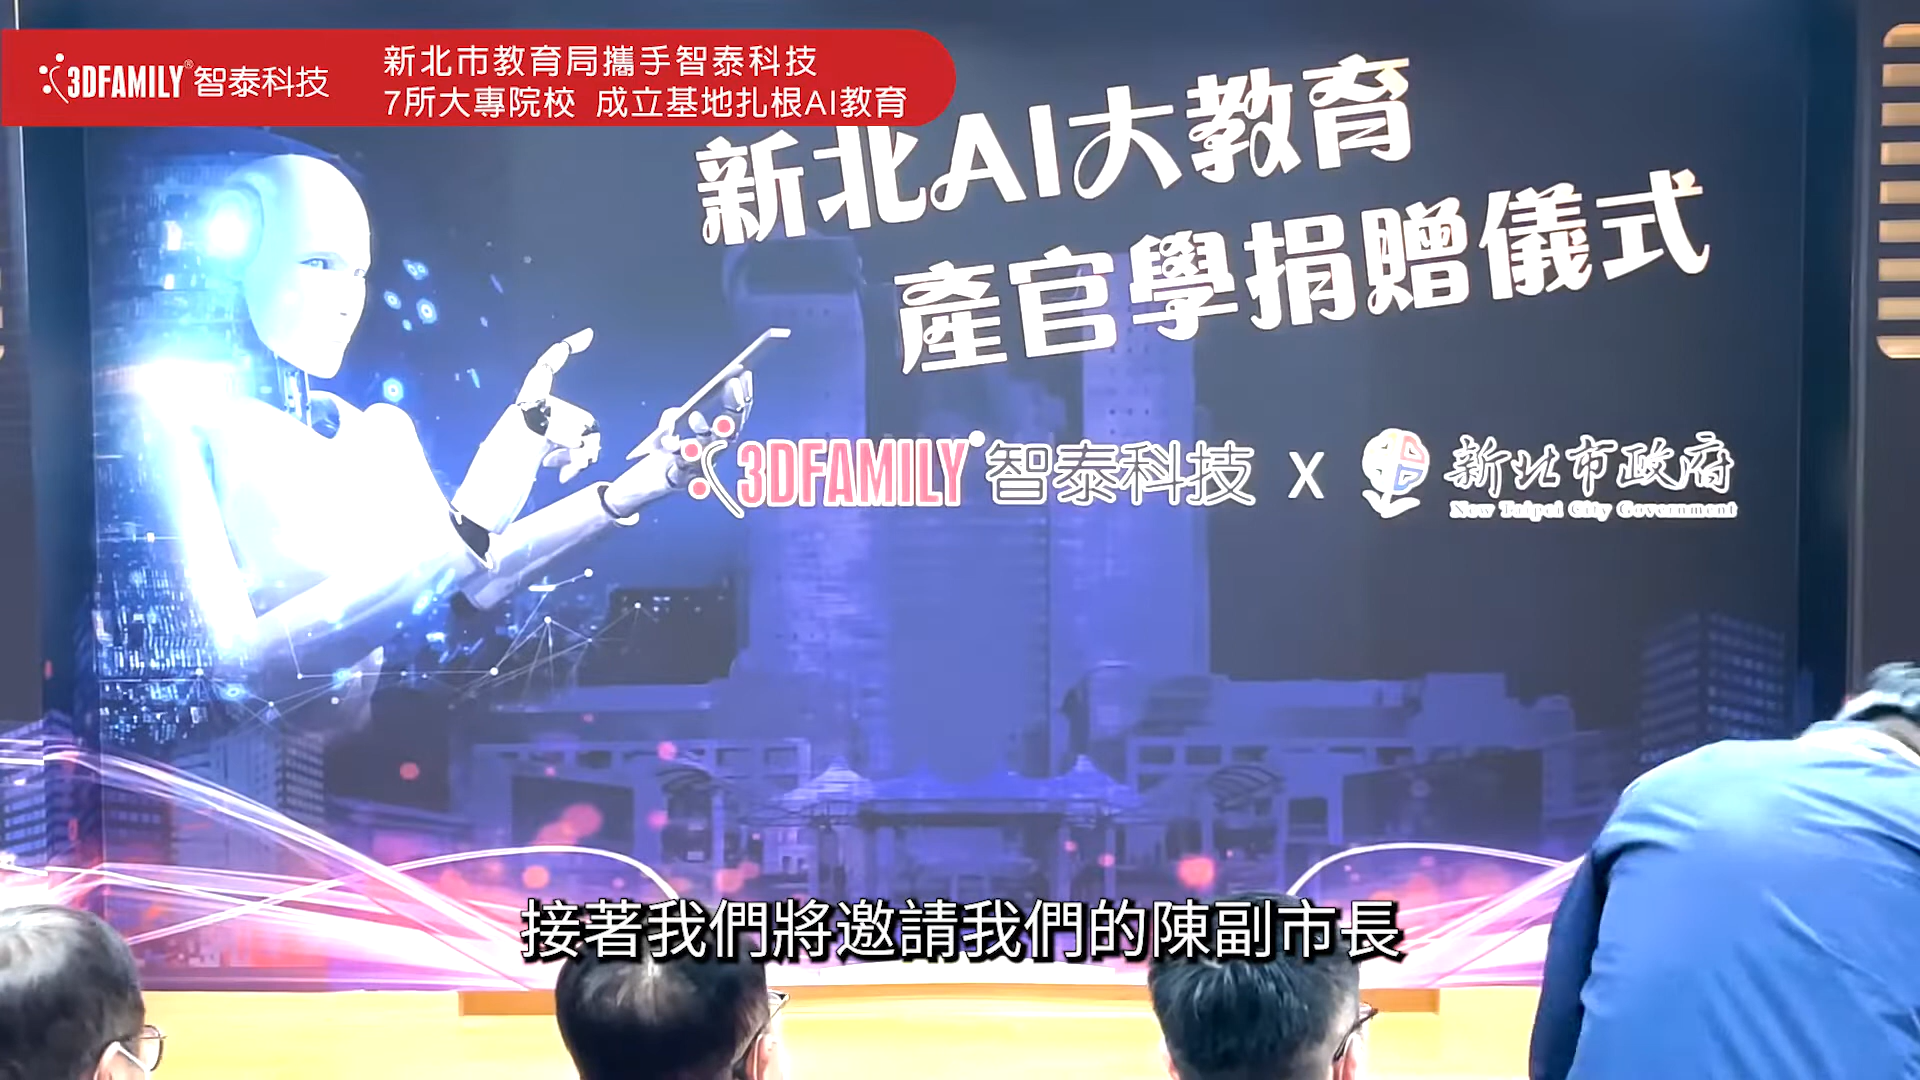 3DFAMILY® 智泰科技
新北市教育局攜手智泰科技
7所大專院校 成立基地扎根AI教育
新北AI大教育
產官學捐贈儀式
3DFAMILY 智泰科技 X 新北市政府
New Taipei City Government
接著我們將邀請我們的陳副市長